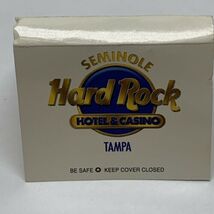 SEMINOLE
Hard Rock
HOTEL & CASINO
TAMPA
BE SAFE ✪ KEEP COVER CLOSED